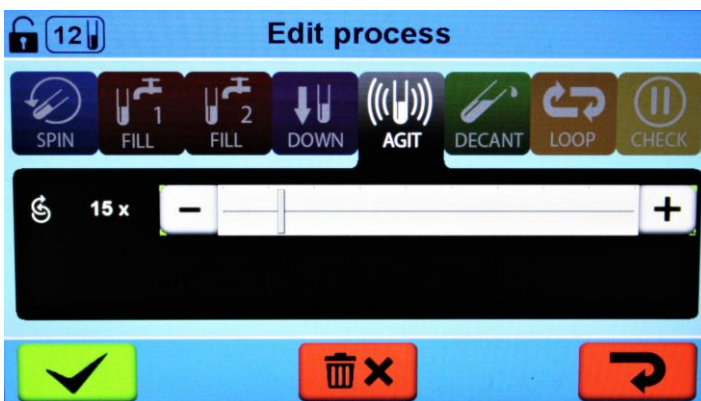 12 Edit process
1 2
SPIN FILL FILL DOWN AGIT DECANT LOOP CHECK
15 x - +